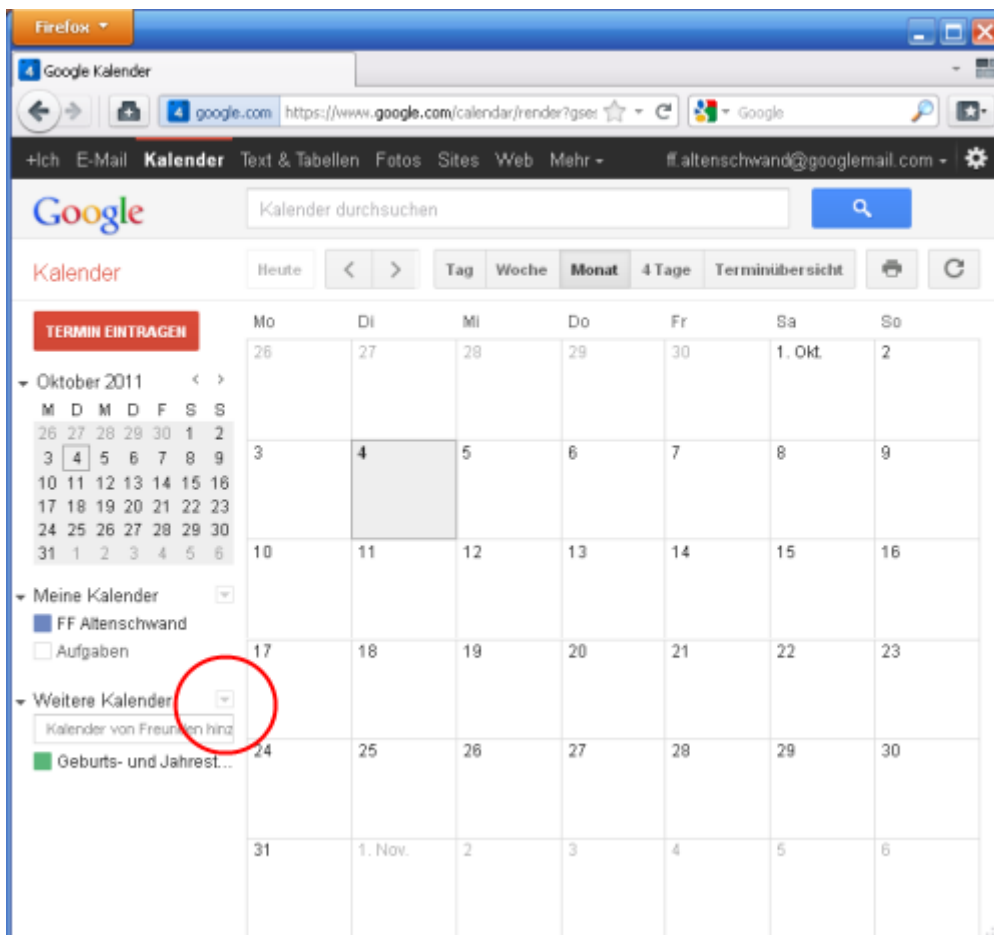 Firefox
4 Google Kalender
4 google.com https://www.google.com/calendar/render?gse: Google
+Ich E-Mail Kalender Text & Tabellen Fotos Sites Web Mehr ff.altenschwand@googlemail.com
Google Kalender durchsuchen
Kalender Heute < > Tag Woche Monat 4 Tage Terminübersicht
TERMIN EINTRAGEN
Oktober 2011 < >
M D M D F S S
26 27 28 29 30 1 2
3 4 5 6 7 8 9
10 11 12 13 14 15 16
17 18 19 20 21 22 23
24 25 26 27 28 29 30
31 1 2 3 4 5 6
Meine Kalender
FF Altenschwand
Aufgaben
Weitere Kalender
Kalender von Freunden hinz
Geburts- und Jahrest...
Mo Di Mi Do Fr Sa So
26 27 28 29 30 1. Okt. 2
3 4 5 6 7 8 9
10 11 12 13 14 15 16
17 18 19 20 21 22 23
24 25 26 27 28 29 30
31 1. Nov. 2 3 4 5 6